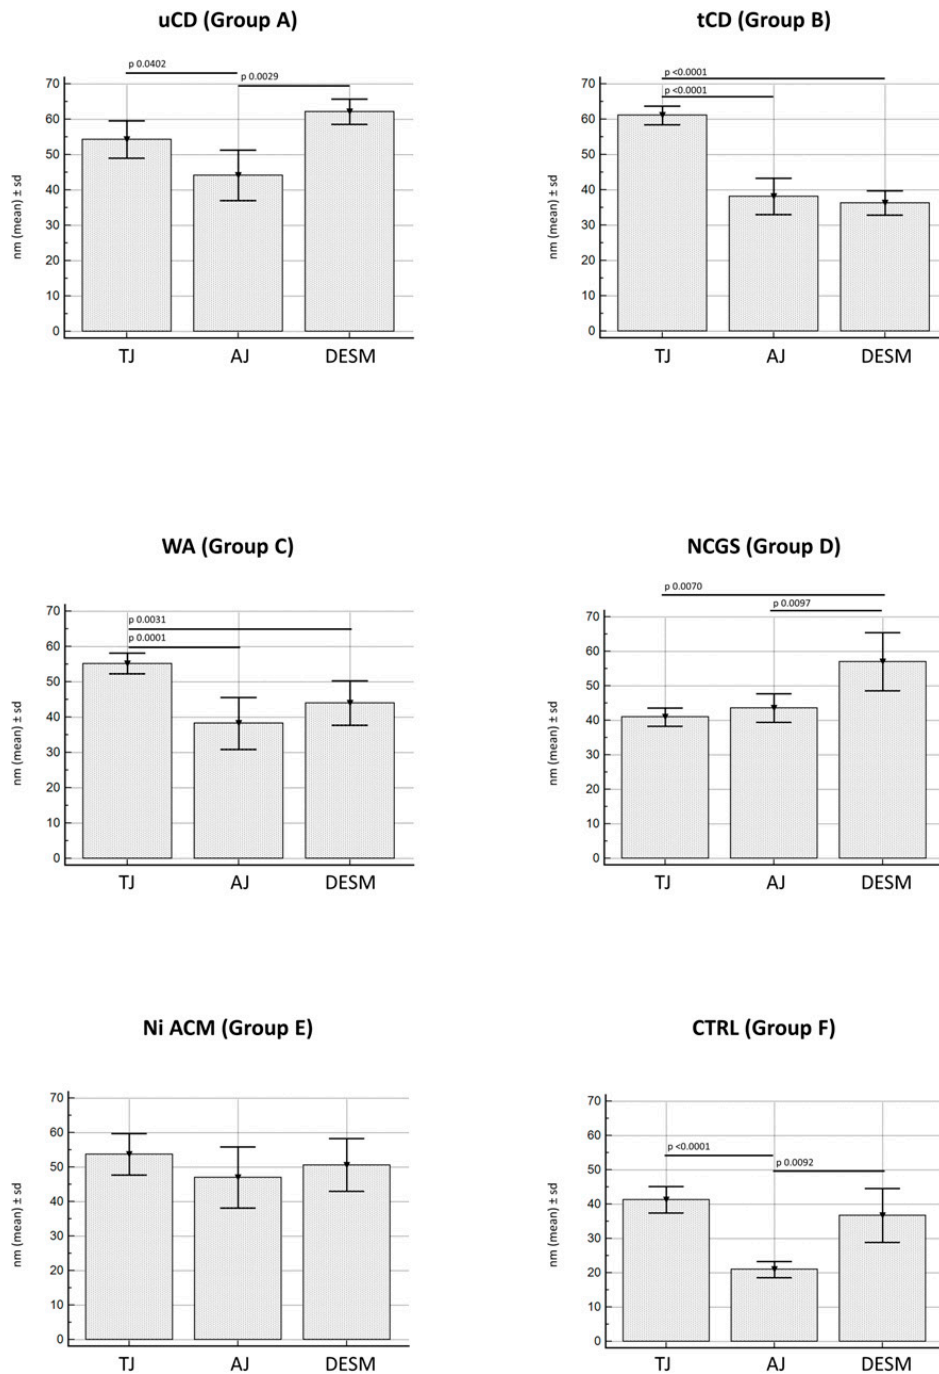 uCD (Group A)
p 0.0402
p 0.0029
70
60
50
40
30
20
10
0
nm (mean) ± sd
TJ AJ DESM
tCD (Group B)
p <0.0001
p <0.0001
70
60
50
40
30
20
10
0
nm (mean) ± sd
TJ AJ DESM
WA (Group C)
p 0.0031
p 0.0001
70
60
50
40
30
20
10
0
nm (mean) ± sd
TJ AJ DESM
NCGS (Group D)
p 0.0070
p 0.0097
70
60
50
40
30
20
10
0
nm (mean) ± sd
TJ AJ DESM
Ni ACM (Group E)
70
60
50
40
30
20
10
0
nm (mean) ± sd
TJ AJ DESM
CTRL (Group F)
p <0.0001
p 0.0092
70
60
50
40
30
20
10
0
nm (mean) ± sd
TJ AJ DESM